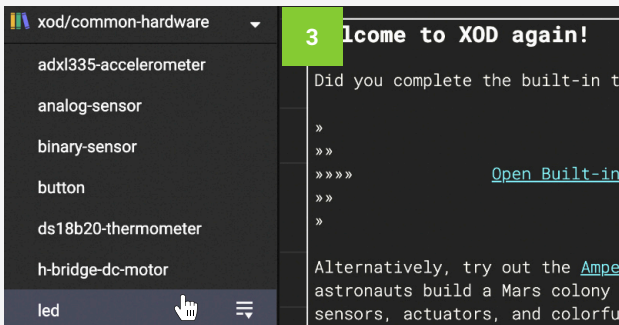 xod/common-hardware
adxl335-accelerometer
analog-sensor
binary-sensor
button
ds18b20-thermometer
h-bridge-dc-motor
led
3
lcome to XOD again!
Did you complete the built-in t
»
»»
»»»» Open Built-in
»»
»
Alternatively, try out the Ampe
astronauts build a Mars colony
sensors, actuators, and colorfu